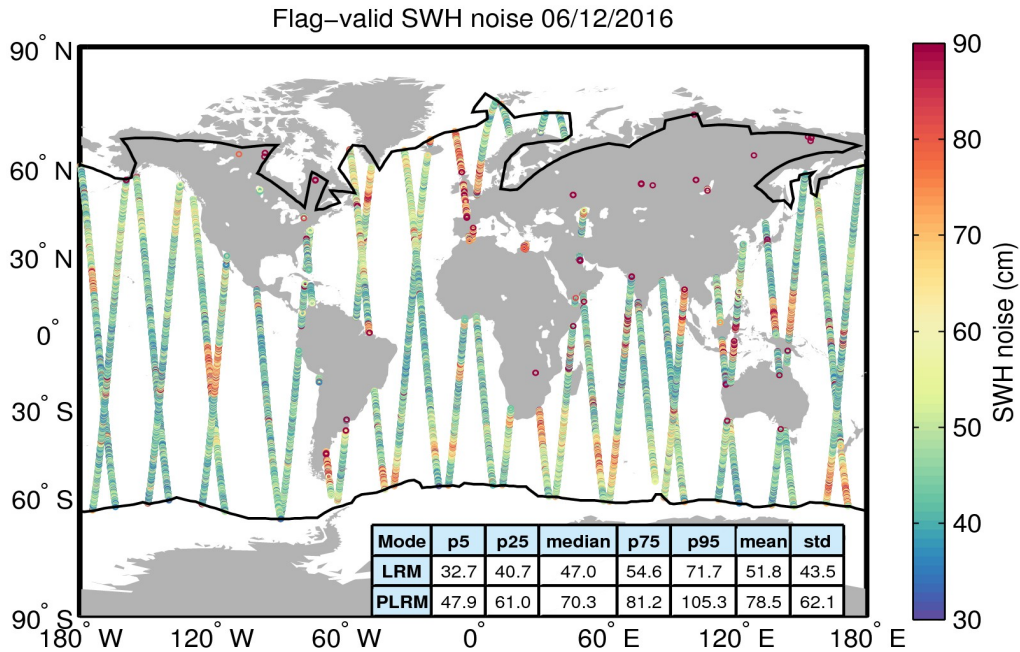 Flag−valid SWH noise 06/12/2016
90° N
60° N
30° N
0°
30° S
60° S
90° S
180° W
120° W
60° W
0°
60° E
120° E
180° E
90
80
70
60
50
40
30
SWH noise (cm)
Mode p5 p25 median p75 p95 mean std
LRM 32.7 40.7 47.0 54.6 71.7 51.8 43.5
PLRM 47.9 61.0 70.3 81.2 105.3 78.5 62.1